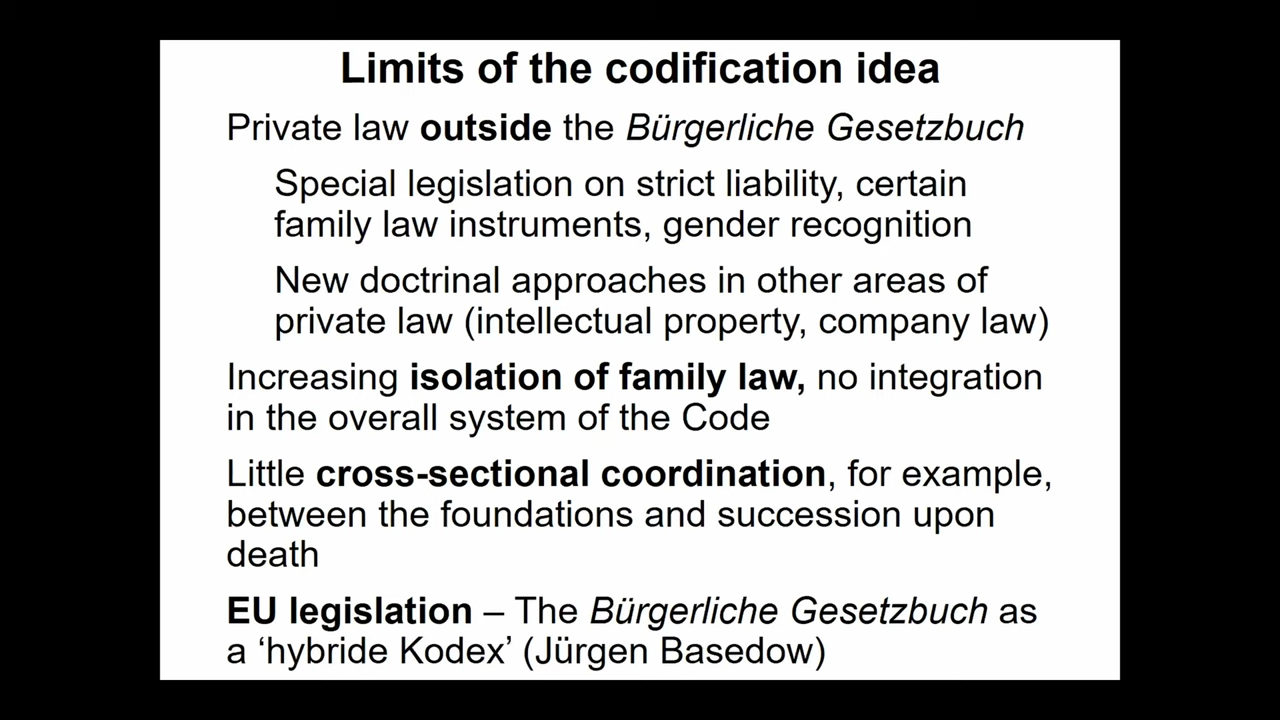 Limits of the codification idea
Private law outside the Bürgerliche Gesetzbuch
Special legislation on strict liability, certain
family law instruments, gender recognition
New doctrinal approaches in other areas of
private law (intellectual property, company law)
Increasing isolation of family law, no integration
in the overall system of the Code
Little cross-sectional coordination, for example,
between the foundations and succession upon
death
EU legislation – The Bürgerliche Gesetzbuch as
a ‘hybride Kodex’ (Jürgen Basedow)